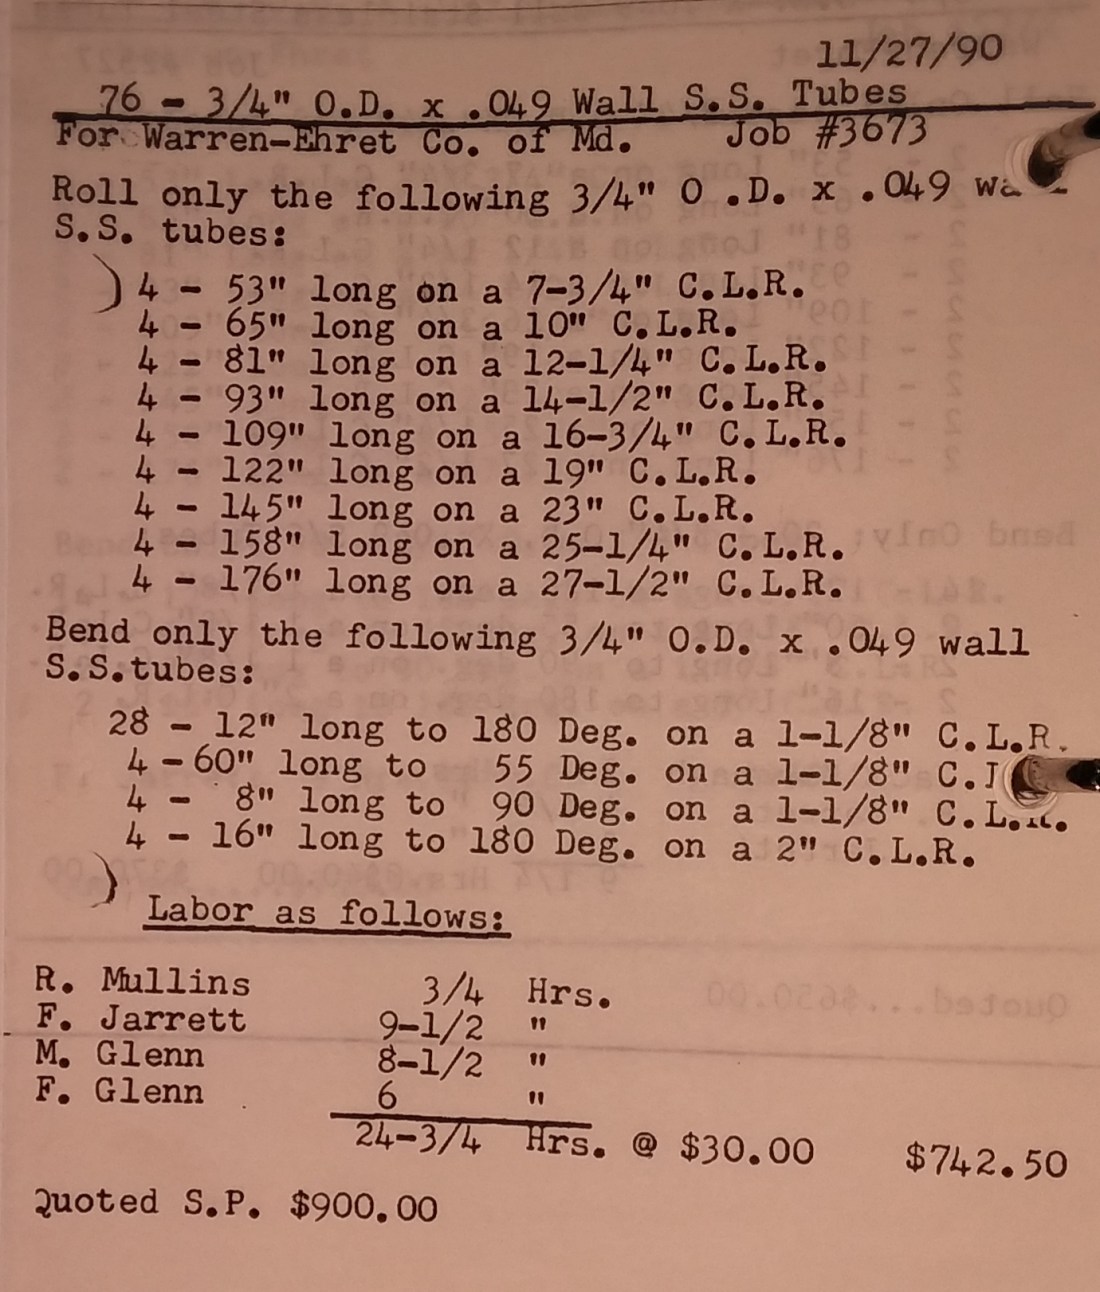 11/27/90
76 - 3/4" O.D. x .049 Wall S.S. Tubes
For Warren-Ehret Co. of Md. Job #3673
Roll only the following 3/4" O .D. x .049
S.S. tubes:
4 - 53" long on a 7-3/4" C.L.R.
4 - 65" long on a 10" C.L.R.
4 - 81" long on a 12-1/4" C.L.R.
4 - 93" long on a 14-1/2" C.L.R.
4 - 109" long on a 16-3/4" C.L.R.
4 - 122" long on a 19" C.L.R.
4 - 145" long on a 23" C.L.R.
4 - 158" long on a 25-1/4" C.L.R.
4 - 176" long on a 27-1/2" C.L.R.
Bend only the following 3/4" O.D. x .049 wall
S.S.tubes:
28 - 12" long to 180 Deg. on a 1-1/8" C.L.R.
4 - 60" long to 55 Deg. on a 1-1/8"
4 - 8" long to 90 Deg. on a 1-1/8" C.L.R.
4 - 16" long to 180 Deg. on a 2" C.L.R.
Labor as follows:
R. Mullins 3/4 Hrs.
F. Jarrett 9-1/2 "
M. Glenn 8-1/2 "
F. Glenn 6 "
24-3/4 Hrs. @ $30.00 $742.50
Quoted S.P. $900.00